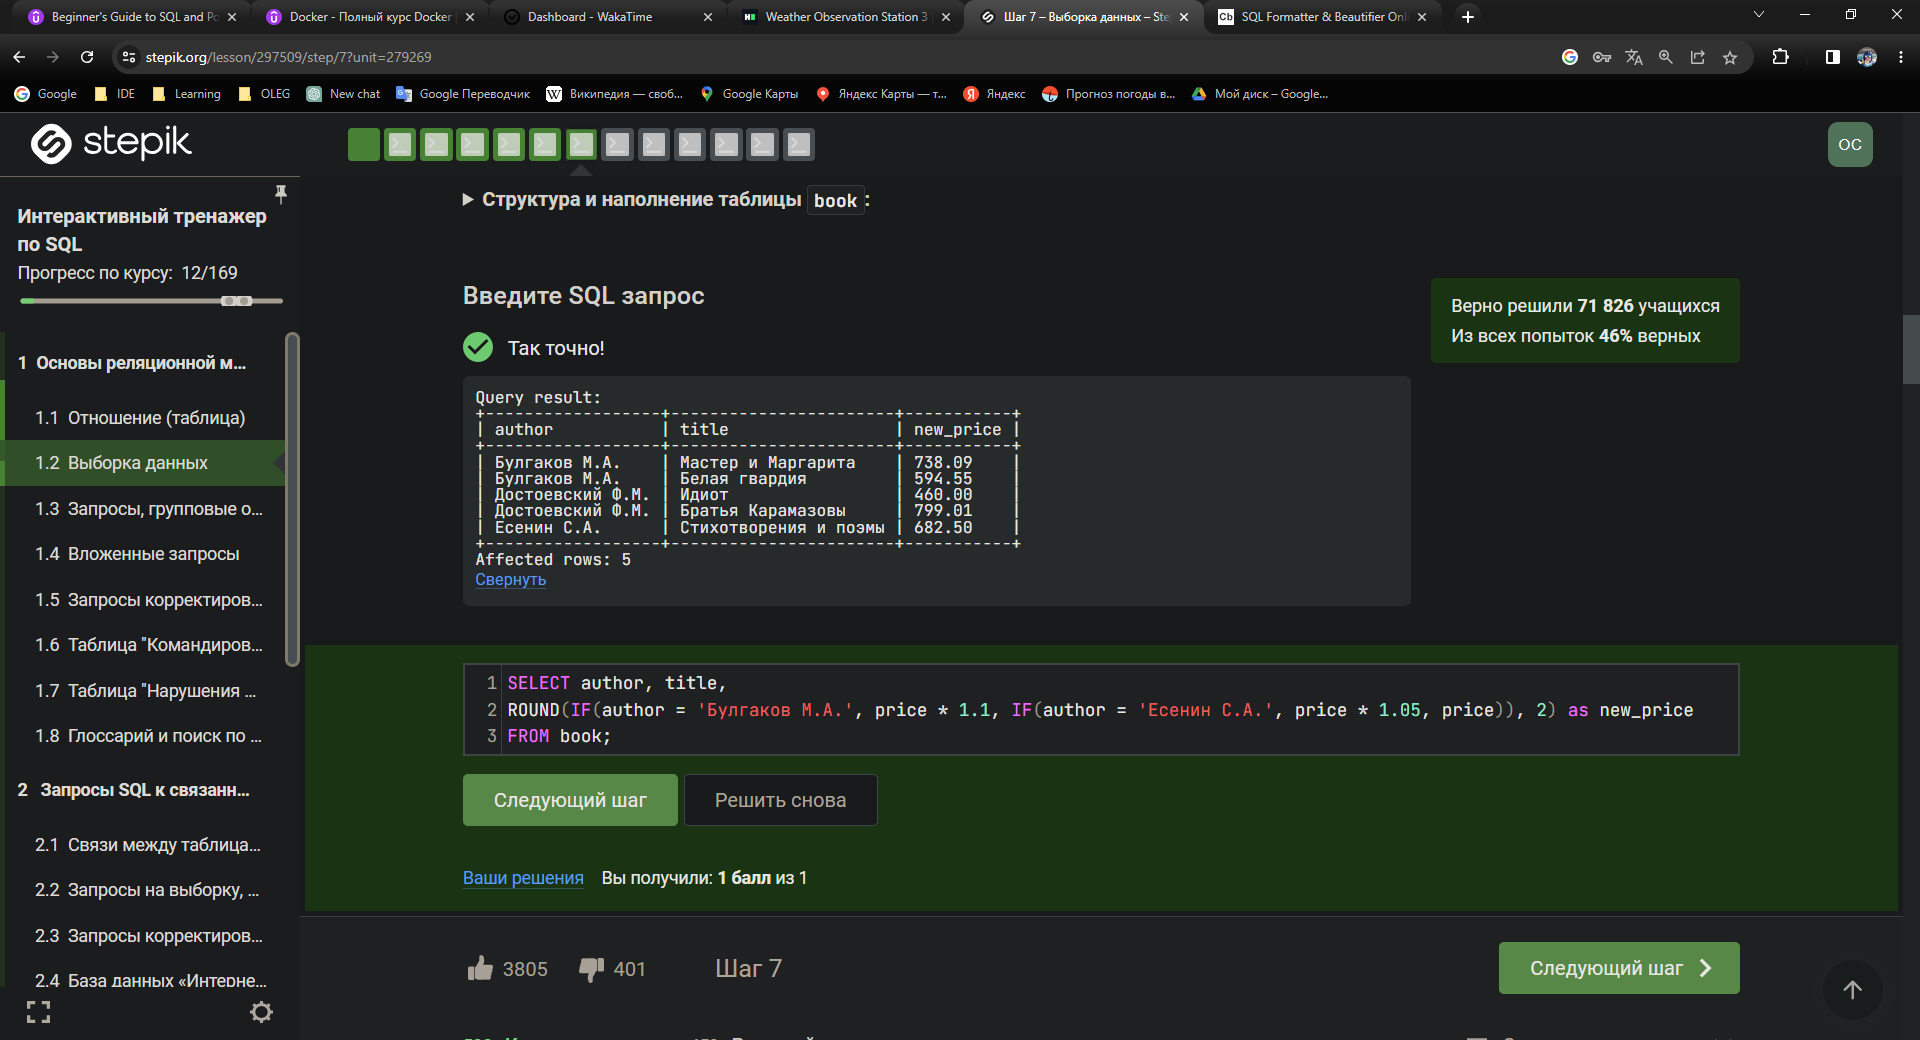 Beginner's Guide to SQL and Po
Docker - Полный курс Docker
Dashboard - WakaTime
Weather Observation Station 3
Шаг 7 – Выборка данных – Ste
SQL Formatter & Beautifier Onli
stepik.org/lesson/297509/step/7?unit=279269
Google
IDE
Learning
OLEG
New chat
Google Переводчик
Википедия — своб...
Google Карты
Яндекс Карты — т...
Яндекс
Прогноз погоды в...
Мой диск – Google...
stepik
OC
Интерактивный тренажер
по SQL
Прогресс по курсу: 12/169
1 Основы реляционной м...
1.1 Отношение (таблица)
1.2 Выборка данных
1.3 Запросы, групповые о...
1.4 Вложенные запросы
1.5 Запросы корректиров...
1.6 Таблица "Командиров...
1.7 Таблица "Нарушения ...
1.8 Глоссарий и поиск по ...
2 Запросы SQL к связанн...
2.1 Связи между таблица...
2.2 Запросы на выборку, ...
2.3 Запросы корректиров...
2.4 База данных «Интерне...
Структура и наполнение таблицы book:
Введите SQL запрос
Так точно!
Верно решили 71 826 учащихся
Из всех попыток 46% верных
Query result:
+------------------+-----------------------+-----------+
| author | title | new_price |
+------------------+-----------------------+-----------+
| Булгаков М.А. | Мастер и Маргарита | 738.09 |
| Булгаков М.А. | Белая гвардия | 594.55 |
| Достоевский Ф.М. | Идиот | 460.00 |
| Достоевский Ф.М. | Братья Карамазовы | 799.01 |
| Есенин С.А. | Стихотворения и поэмы | 682.50 |
+------------------+-----------------------+-----------+
Affected rows: 5
Свернуть
1 SELECT author, title,
2 ROUND(IF(author = 'Булгаков М.А.', price * 1.1, IF(author = 'Есенин С.А.', price * 1.05, price)), 2) as new_price
3 FROM book;
Следующий шаг
Решить снова
Ваши решения Вы получили: 1 балл из 1
3805
401
Шаг 7
Следующий шаг